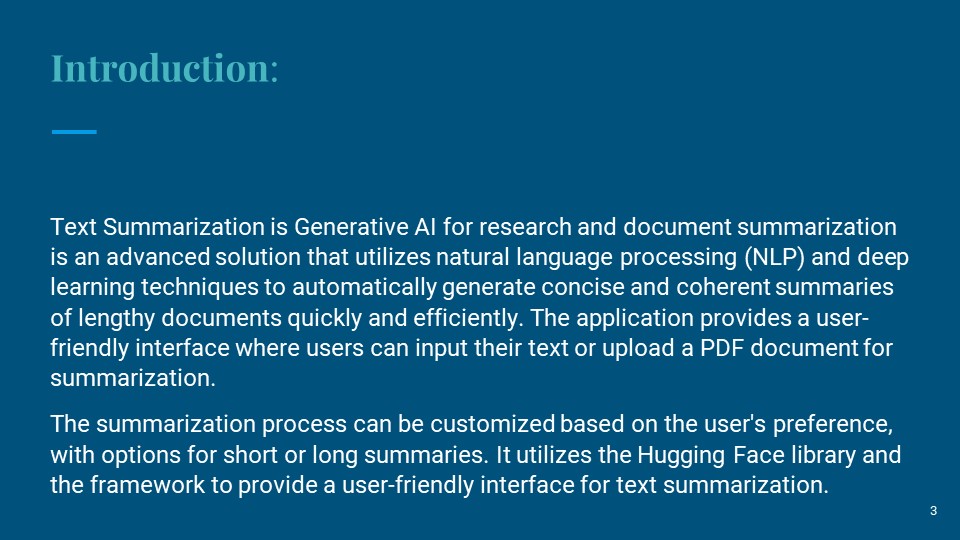 Introduction:
Text Summarization is Generative AI for research and document summarization
is an advanced solution that utilizes natural language processing (NLP) and deep
learning techniques to automatically generate concise and coherent summaries
of lengthy documents quickly and efficiently. The application provides a user-
friendly interface where users can input their text or upload a PDF document for
summarization.
The summarization process can be customized based on the user's preference,
with options for short or long summaries. It utilizes the Hugging Face library and
the framework to provide a user-friendly interface for text summarization.
3